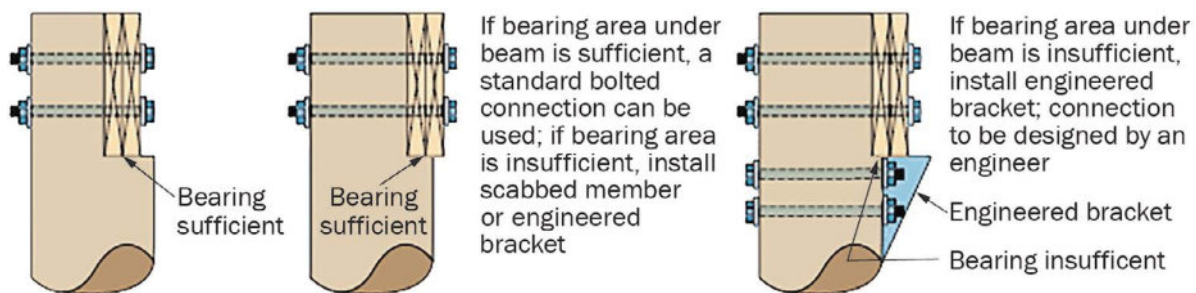 If bearing area under
beam is sufficient, a
standard bolted
connection can be
used; if bearing area
is insufficient, install
scabbed member
or engineered
bracket
Bearing
sufficient
Bearing
sufficient
If bearing area under
beam is insufficient,
install engineered
bracket; connection
to be designed by an
engineer
Engineered bracket
Bearing insufficent